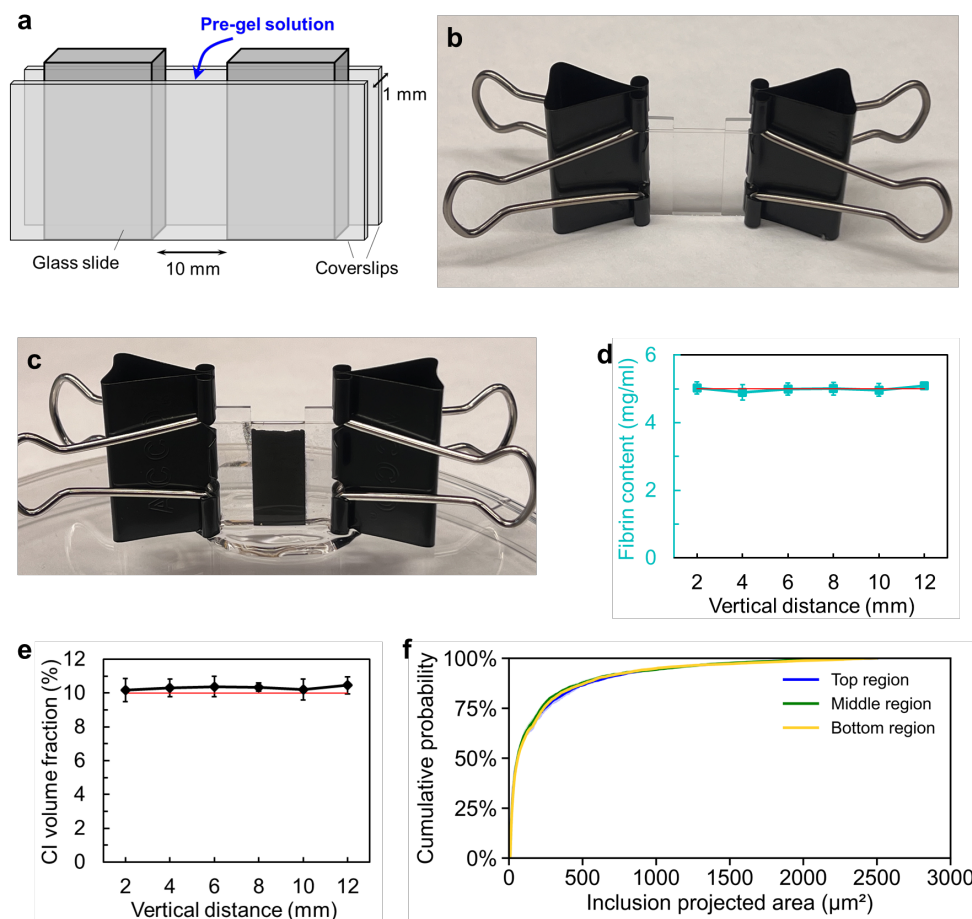 a
Pre-gel solution
1 mm
Glass slide
10 mm
Coverslips
b
c
d
Fibrin content (mg/ml)
6
4
2
0
2 4 6 8 10 12
Vertical distance (mm)
e
CI volume fraction (%)
12
10
8
6
4
2
0
2 4 6 8 10 12
Vertical distance (mm)
f
Cumulative probability
100%
75%
50%
25%
0%
Top region
Middle region
Bottom region
0 500 1000 1500 2000 2500 3000
Inclusion projected area (µm²)